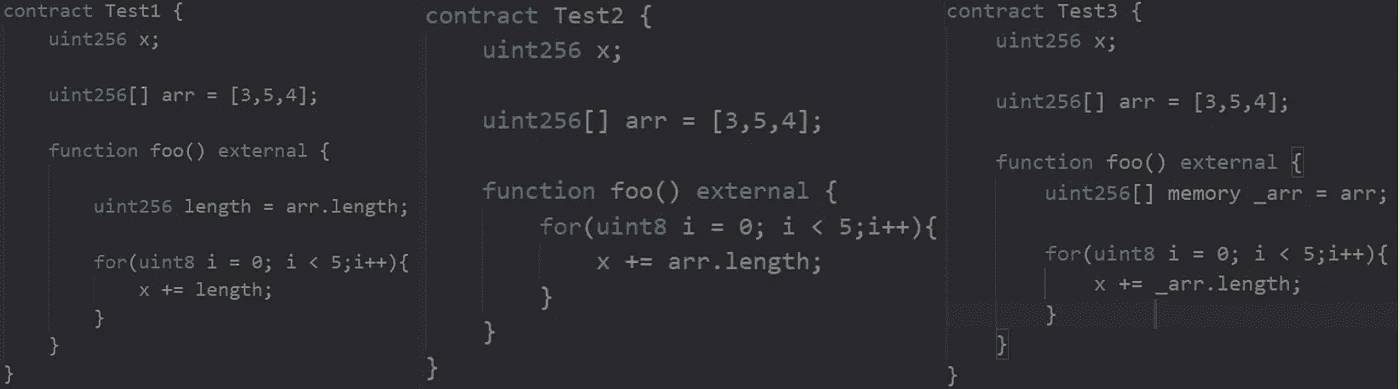 contract Test1 {
uint256 x;
uint256[] arr = [3,5,4];
function foo() external {
uint256 length = arr.length;
for(uint8 i = 0; i < 5;i++){
x += length;
}
}
}
contract Test2 {
uint256 x;
uint256[] arr = [3,5,4];
function foo() external {
for(uint8 i = 0; i < 5;i++){
x += arr.length;
}
}
}
contract Test3 {
uint256 x;
uint256[] arr = [3,5,4];
function foo() external {
uint256[] memory _arr = arr;
for(uint8 i = 0; i < 5;i++){
x += _arr.length;
}
}
}